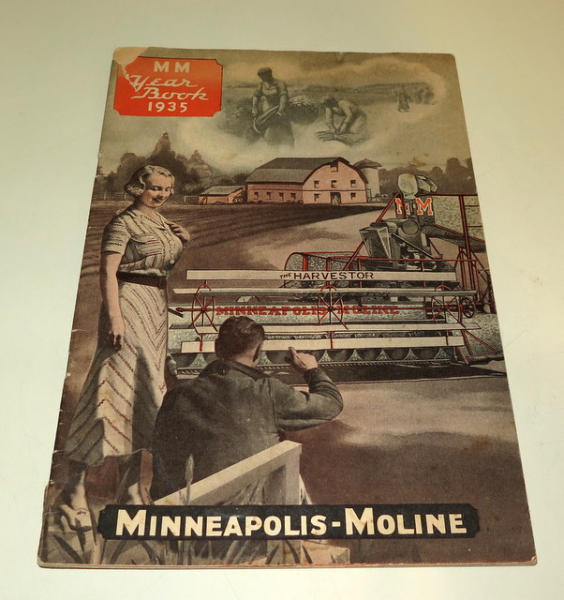 MM
Year
Book
1935
MM
THE HARVESTOR
MINNEAPOLIS-MOLINE
MINNEAPOLIS-MOLINE